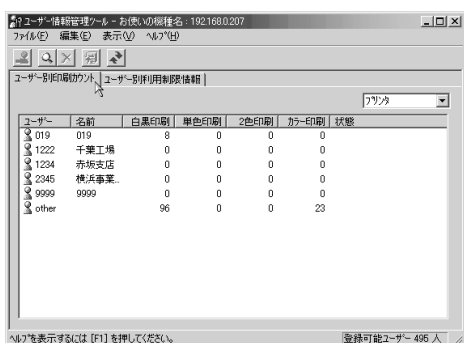 ユーザー情報管理ツール - お使いの機種名 : 192.168.0.207
ファイル(F) 編集(E) 表示(V) ヘルプ(H)
ユーザー別印刷カウント ユーザー別利用制限情報
プリンタ
ユーザー 名前 白黒印刷 単色印刷 2色印刷 カラー印刷 状態
019 019 8 0 0 0
1222 千葉工場 0 0 0 0
1234 赤坂支店 0 0 0 0
2345 横浜事業... 0 0 0 0
9999 9999 0 0 0 0
other 96 0 0 23
ヘルプを表示するには [F1] を押してください。 登録可能ユーザー 495 人